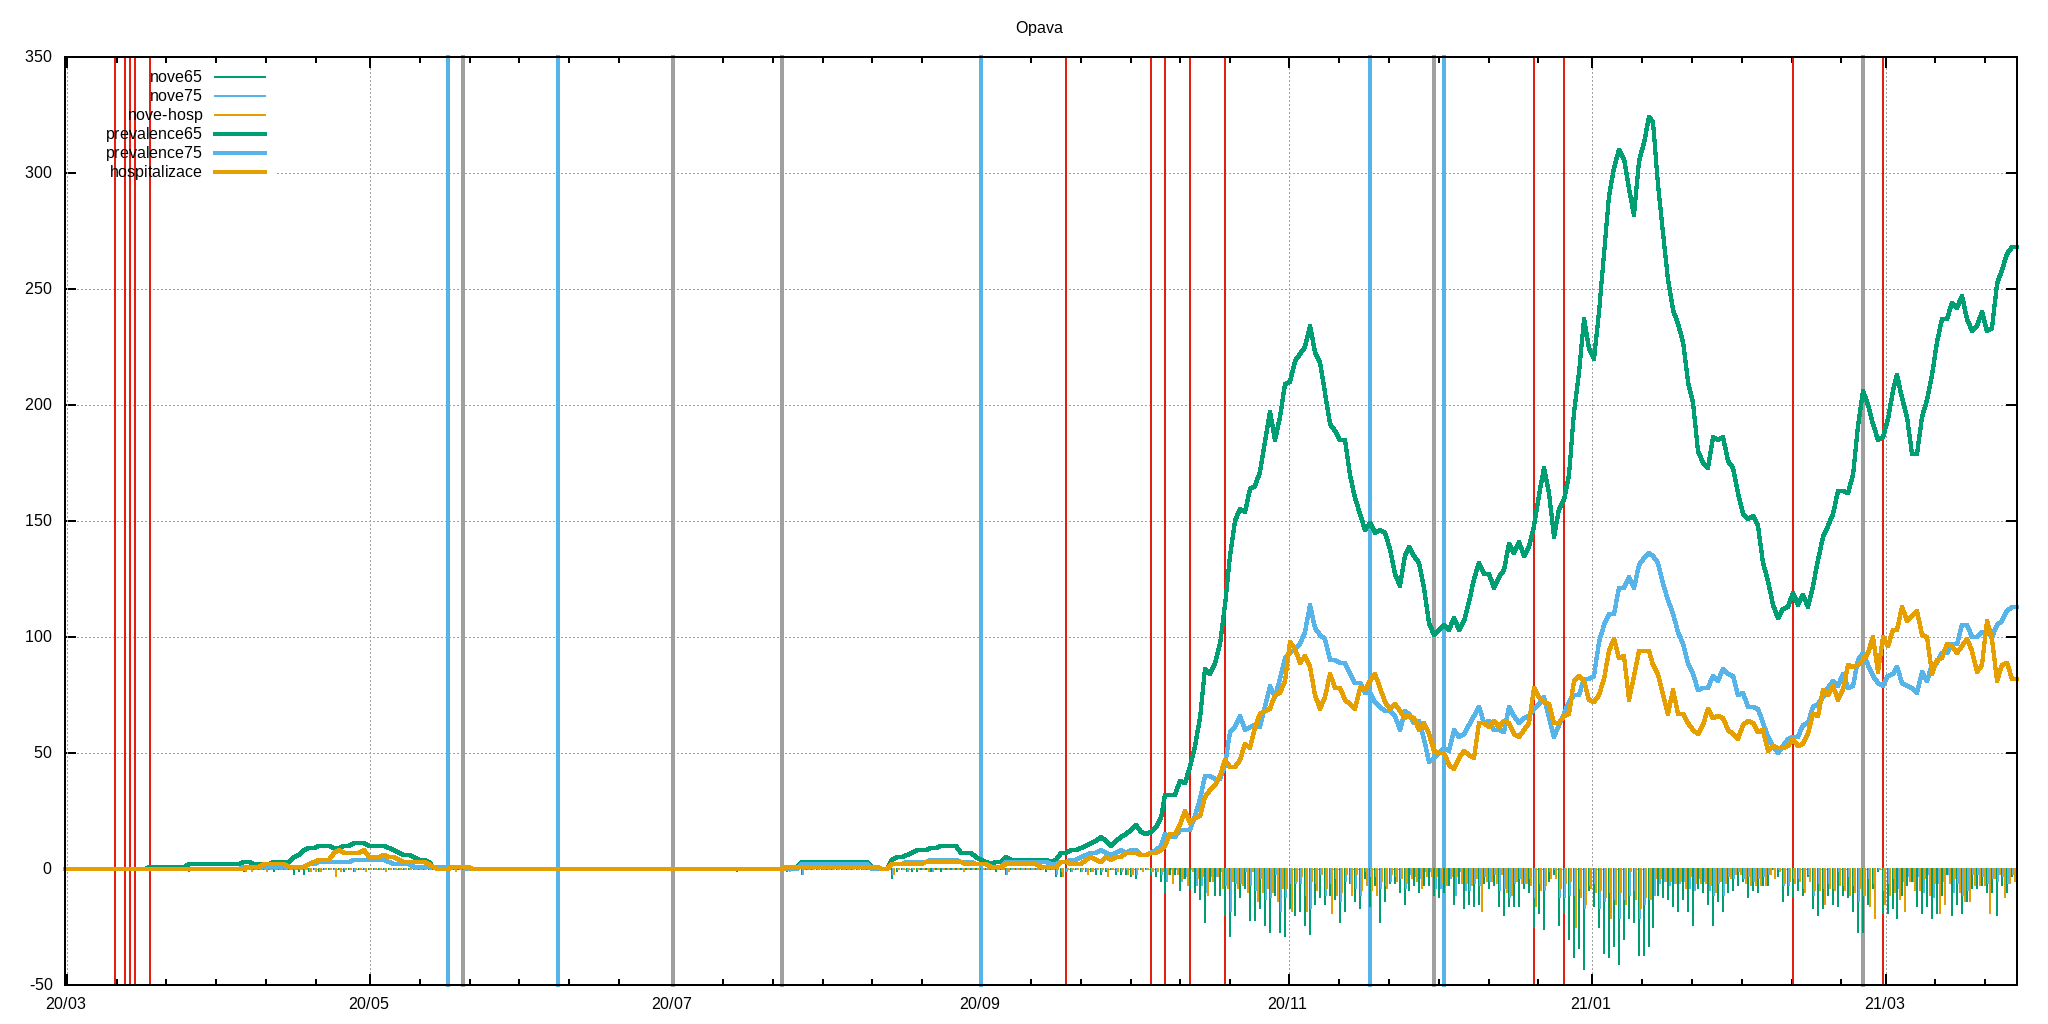 Opava
350
300
250
200
150
100
50
0
-50
nove65
nove75
nove-hosp
prevalence65
prevalence75
hospitalizace
20/03 20/05 20/07 20/09 20/11 21/01 21/03